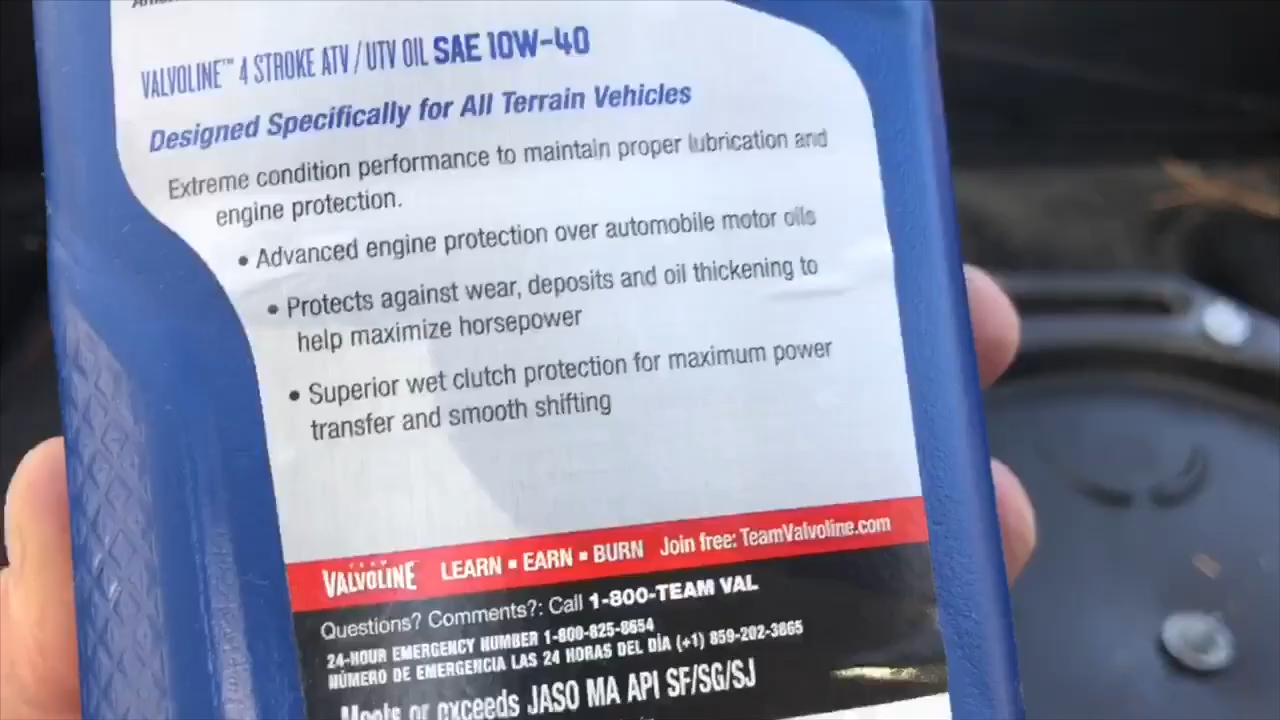 VALVOLINE™ 4 STROKE ATV / UTV OIL SAE 10W-40
Designed Specifically for All Terrain Vehicles
Extreme condition performance to maintain proper lubrication and
engine protection.
• Advanced engine protection over automobile motor oils
• Protects against wear, deposits and oil thickening to
help maximize horsepower
• Superior wet clutch protection for maximum power
transfer and smooth shifting
TEAM
VALVOLINE LEARN ▪ EARN ▪ BURN Join free: TeamValvoline.com
Questions? Comments?: Call 1-800-TEAM VAL
24-HOUR EMERGENCY NUMBER 1-800-825-8654
NÚMERO DE EMERGENCIA LAS 24 HORAS DEL DÍA (+1) 859-202-3865
Meets or exceeds JASO MA API SF/SG/SJ